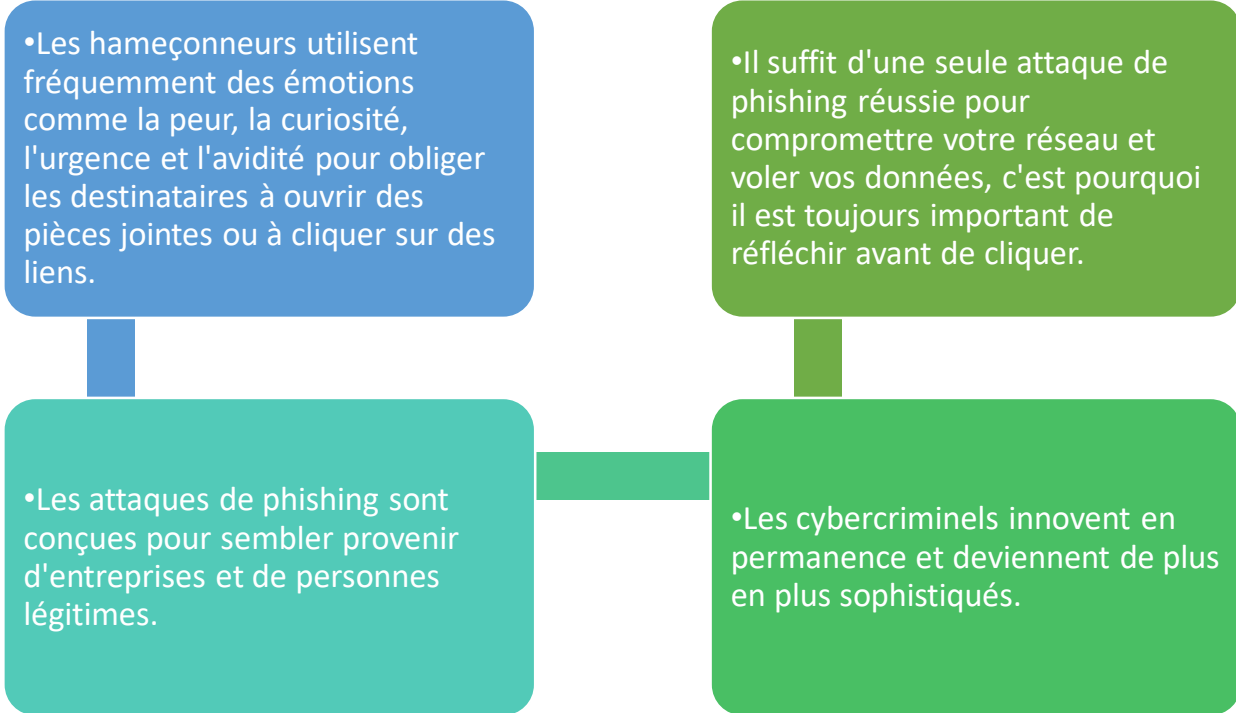 •Les hameçonneurs utilisent
fréquemment des émotions
comme la peur, la curiosité,
l'urgence et l'avidité pour obliger
les destinataires à ouvrir des
pièces jointes ou à cliquer sur des
liens.
•Les attaques de phishing sont
conçues pour sembler provenir
d'entreprises et de personnes
légitimes.
•Les cybercriminels innovent en
permanence et deviennent de plus
en plus sophistiqués.
•Il suffit d'une seule attaque de
phishing réussie pour
compromettre votre réseau et
voler vos données, c'est pourquoi
il est toujours important de
réfléchir avant de cliquer.